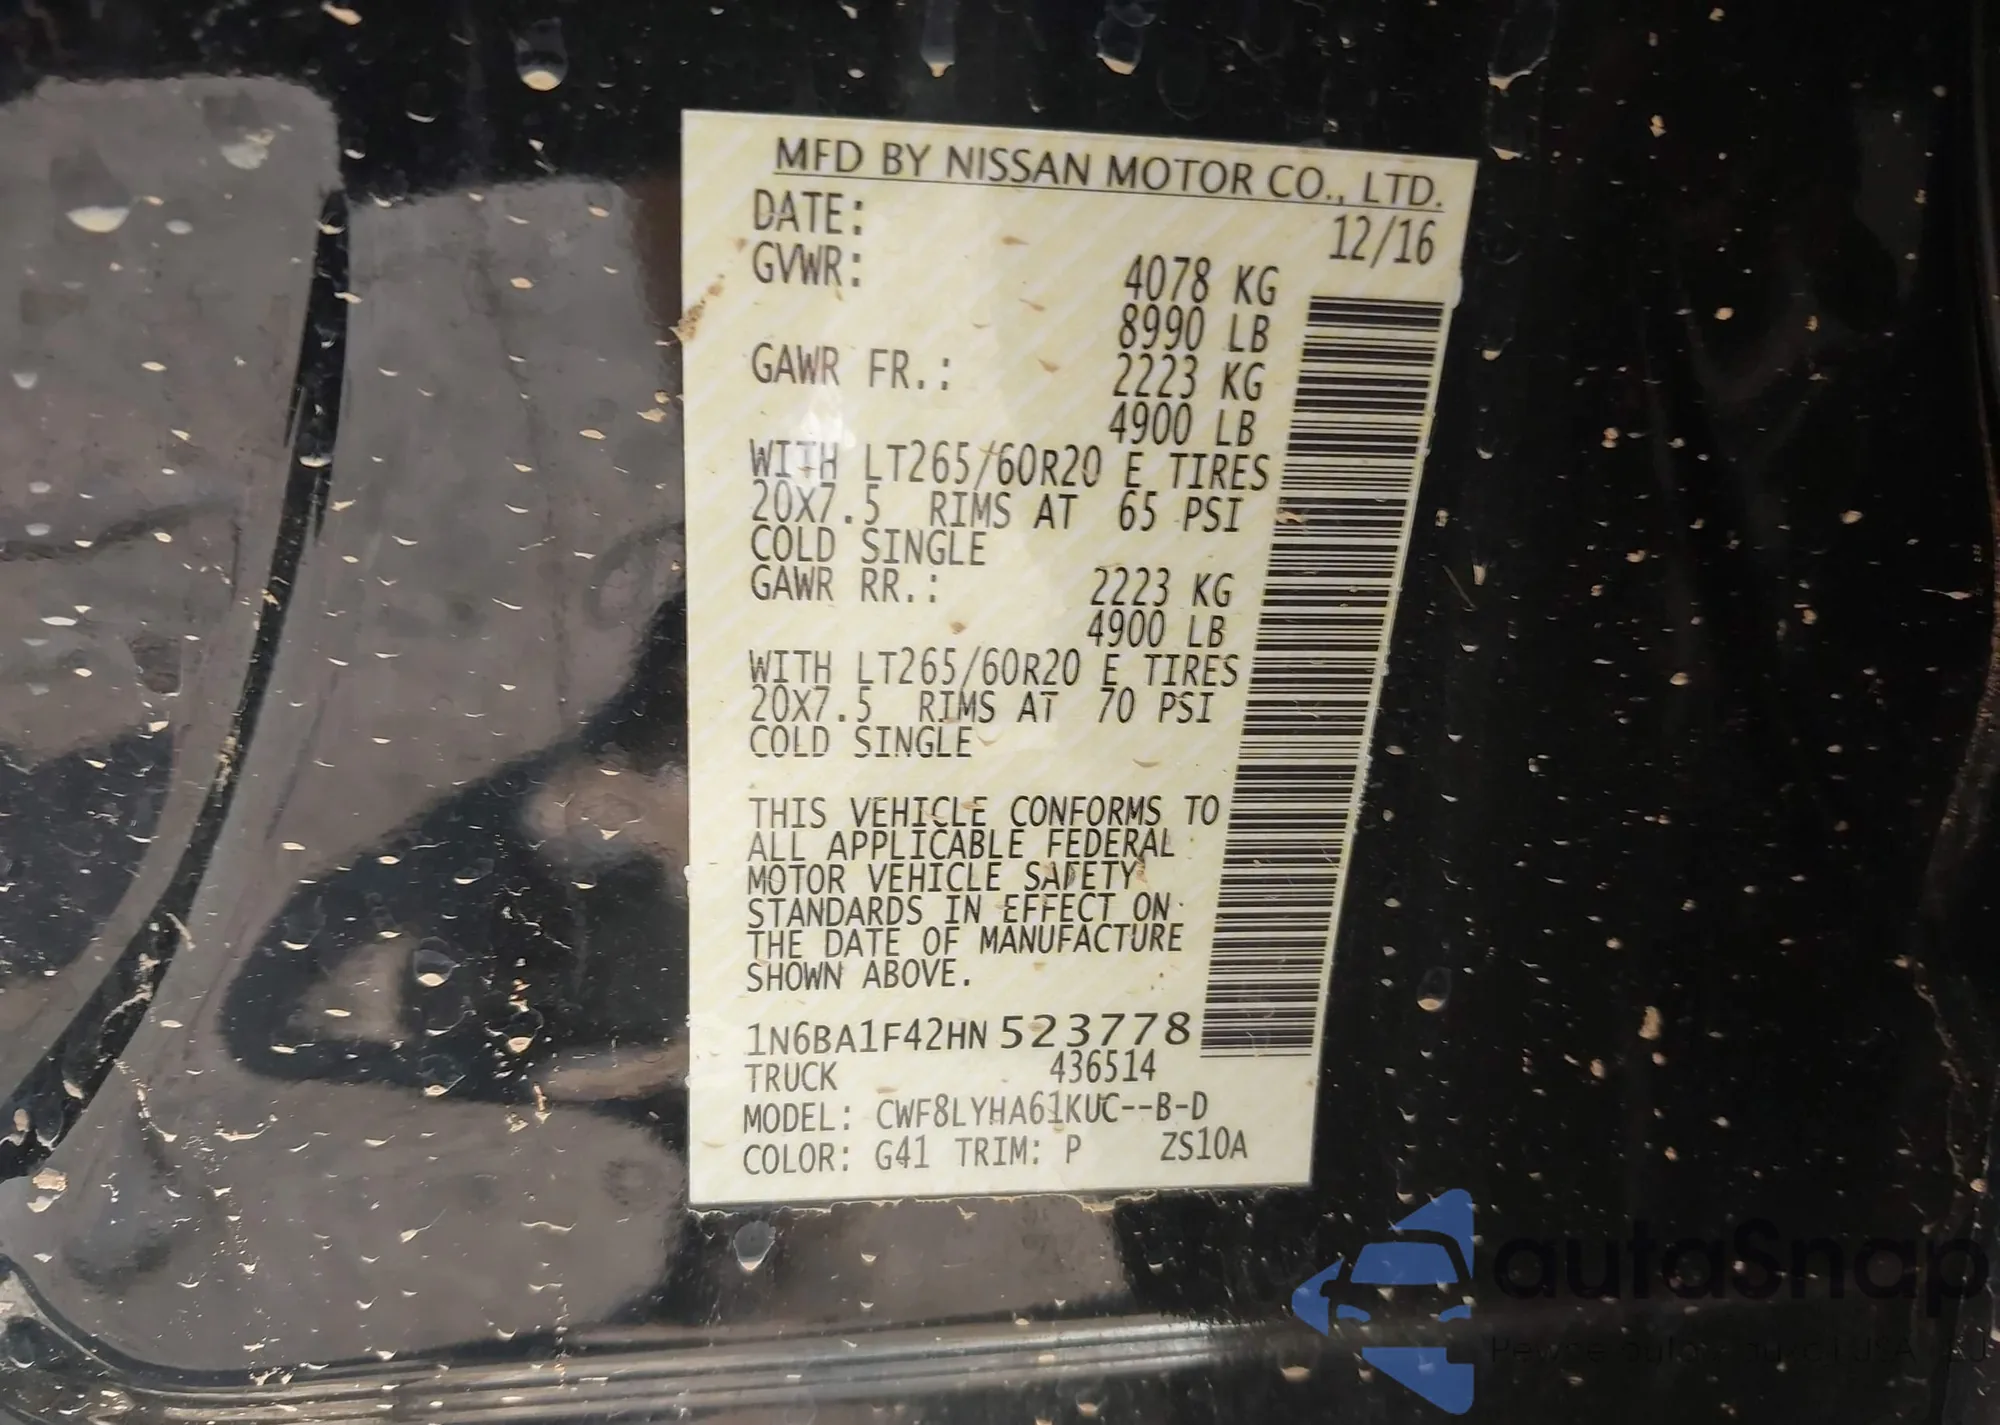 MFD BY NISSAN MOTOR CO., LTD.
DATE: 12/16
GVWR: 4078 KG
8990 LB
GAWR FR.: 2223 KG
4900 LB
WITH LT265/60R20 E TIRES
20X7.5 RIMS AT 65 PSI
COLD SINGLE
GAWR RR.: 2223 KG
4900 LB
WITH LT265/60R20 E TIRES
20X7.5 RIMS AT 70 PSI
COLD SINGLE
THIS VEHICLE CONFORMS TO
ALL APPLICABLE FEDERAL
MOTOR VEHICLE SAFETY
STANDARDS IN EFFECT ON
THE DATE OF MANUFACTURE
SHOWN ABOVE.
1N6BA1F42HN523778
TRUCK 436514
MODEL: CWF8LYHA61KUC--B-D
COLOR: G41 TRIM: P ZS10A
autaSnap